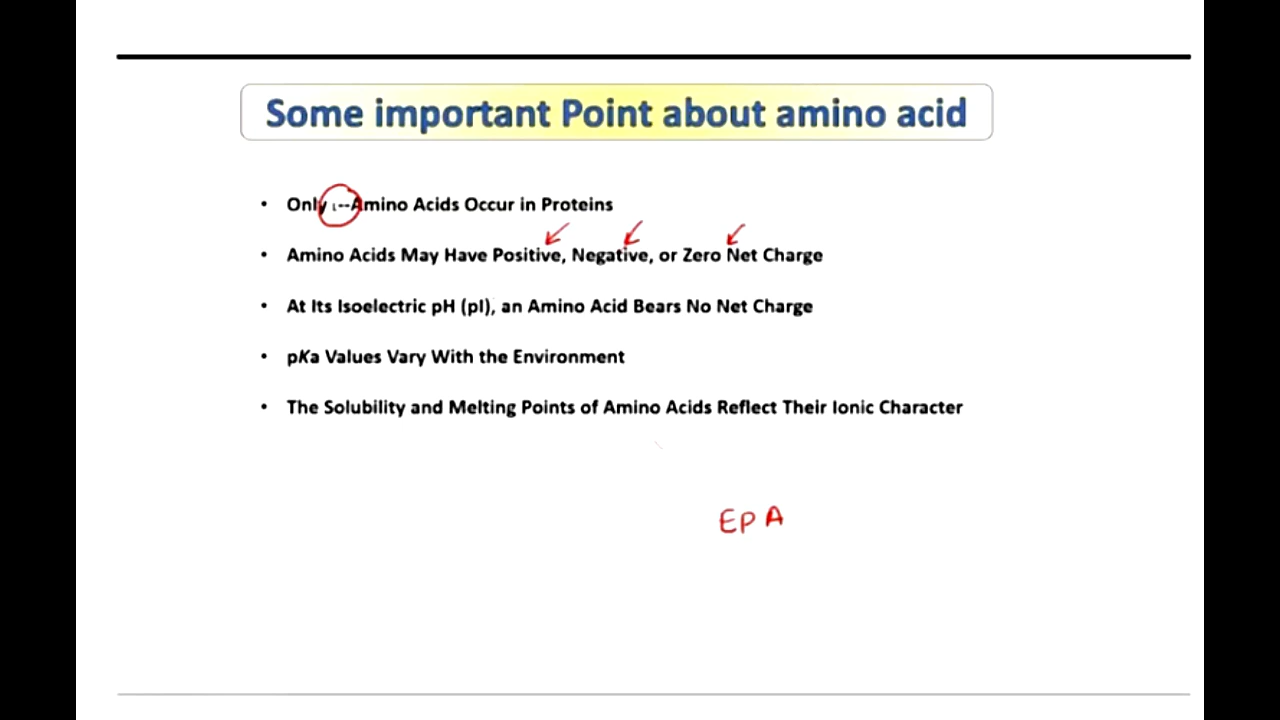 Some important Point about amino acid
• Only Amino Acids Occur in Proteins
• Amino Acids May Have Positive, Negative, or Zero Net Charge
• At Its Isoelectric pH (pI), an Amino Acid Bears No Net Charge
• pKa Values Vary With the Environment
• The Solubility and Melting Points of Amino Acids Reflect Their Ionic Character
EPA